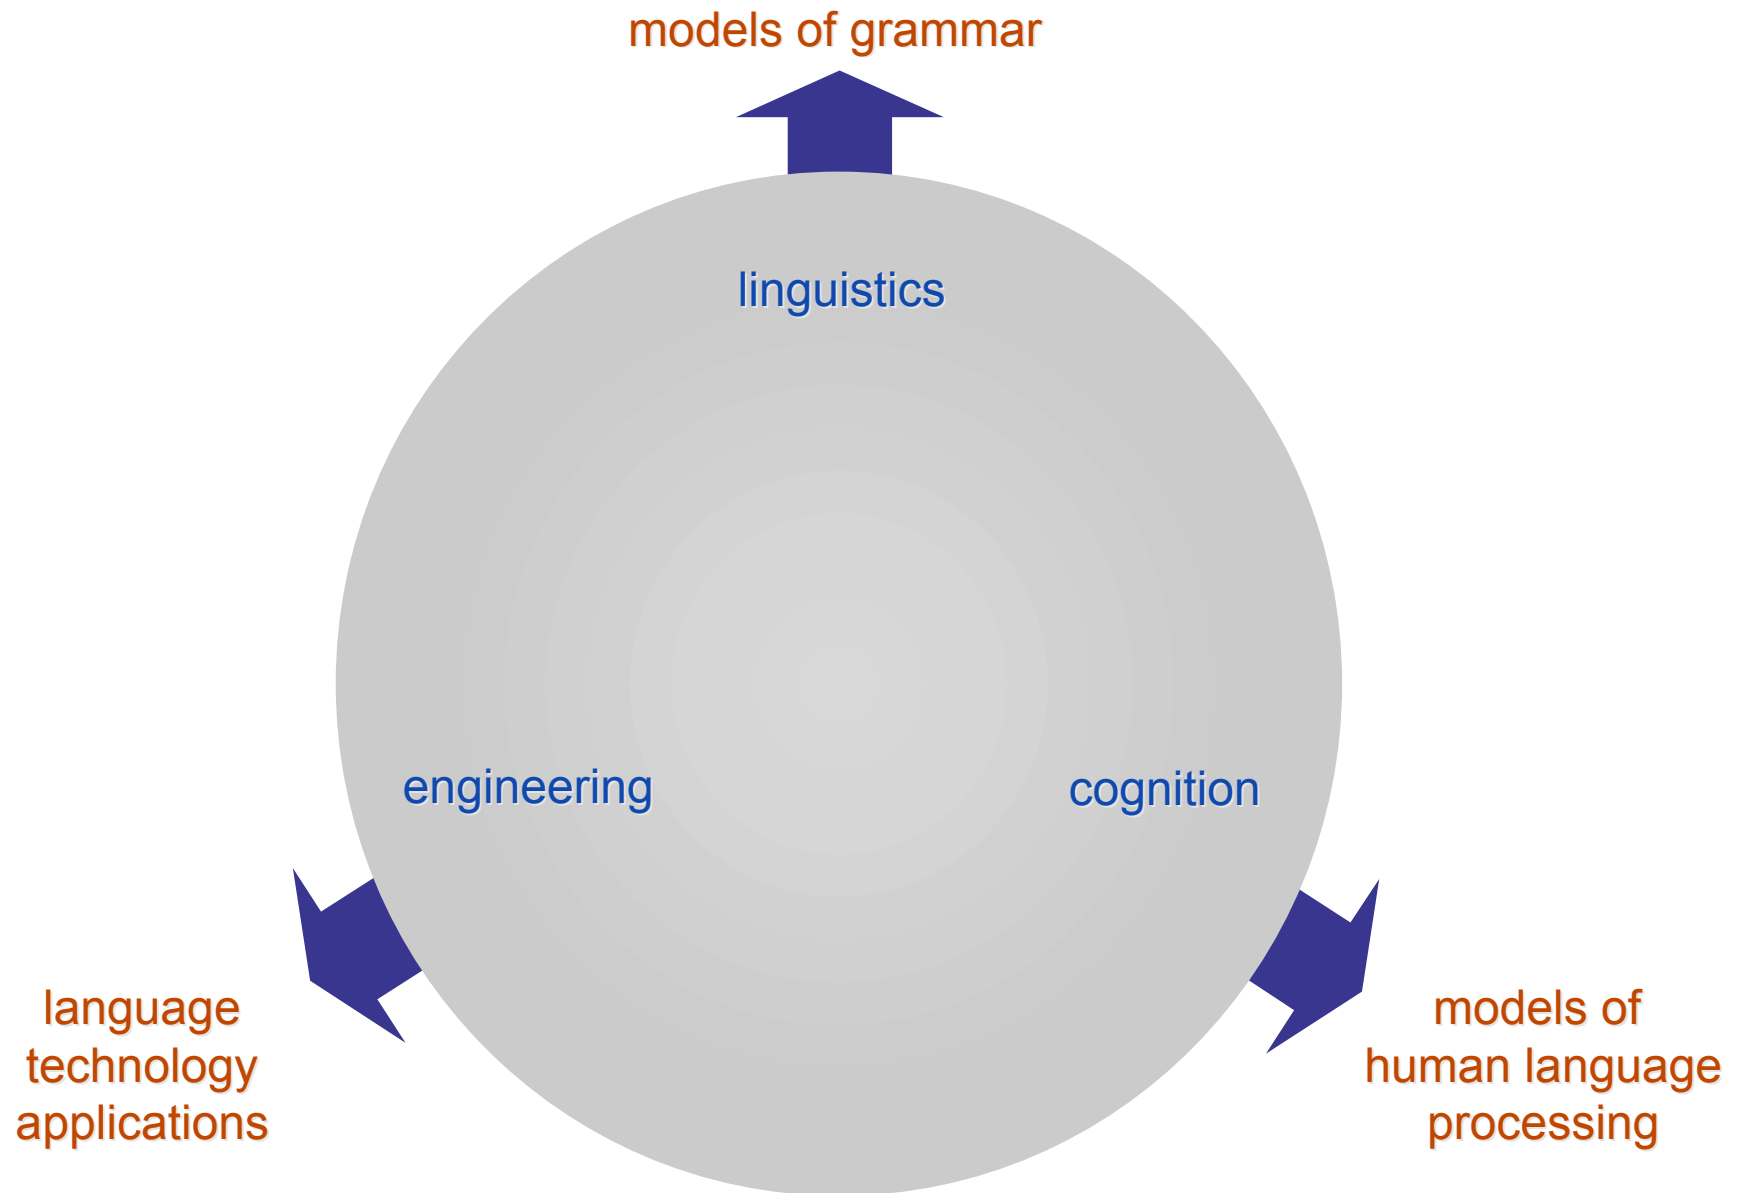 models of grammar
linguistics
engineering
cognition
language
technology
applications
models of
human language
processing